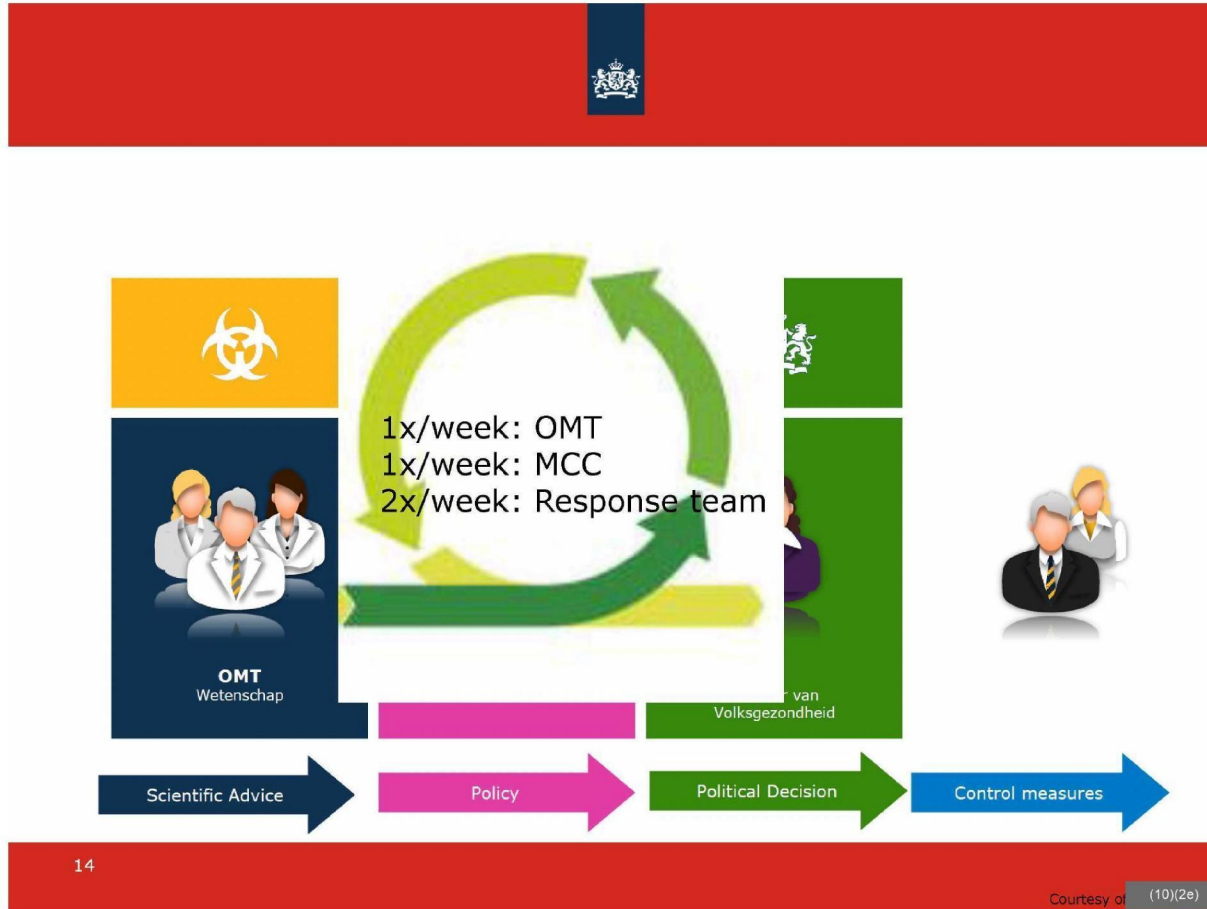 1x/week: OMT
1x/week: MCC
2x/week: Response team
OMT
Wetenschap
van
Volksgezondheid
Scientific Advice
Policy
Political Decision
Control measures
14
Courtesy of
(10)(2e)